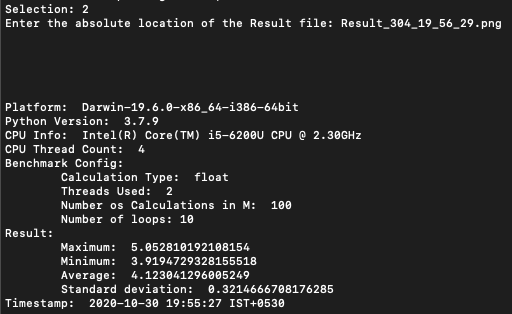 Selection: 2
Enter the absolute location of the Result file: Result_304_19_56_29.png
Platform:  Darwin-19.6.0-x86_64-i386-64bit
Python Version:  3.7.9
CPU Info:  Intel(R) Core(TM) i5-6200U CPU @ 2.30GHz
CPU Thread Count:  4
Benchmark Config:
Calculation Type:  float
Threads Used:  2
Number os Calculations in M:  100
Number of loops: 10
Result:
Maximum:  5.052810192108154
Minimum:  3.9194729328155518
Average:  4.123041296005249
Standard deviation:  0.3214666708176285
Timestamp:  2020-10-30 19:55:27 IST+0530